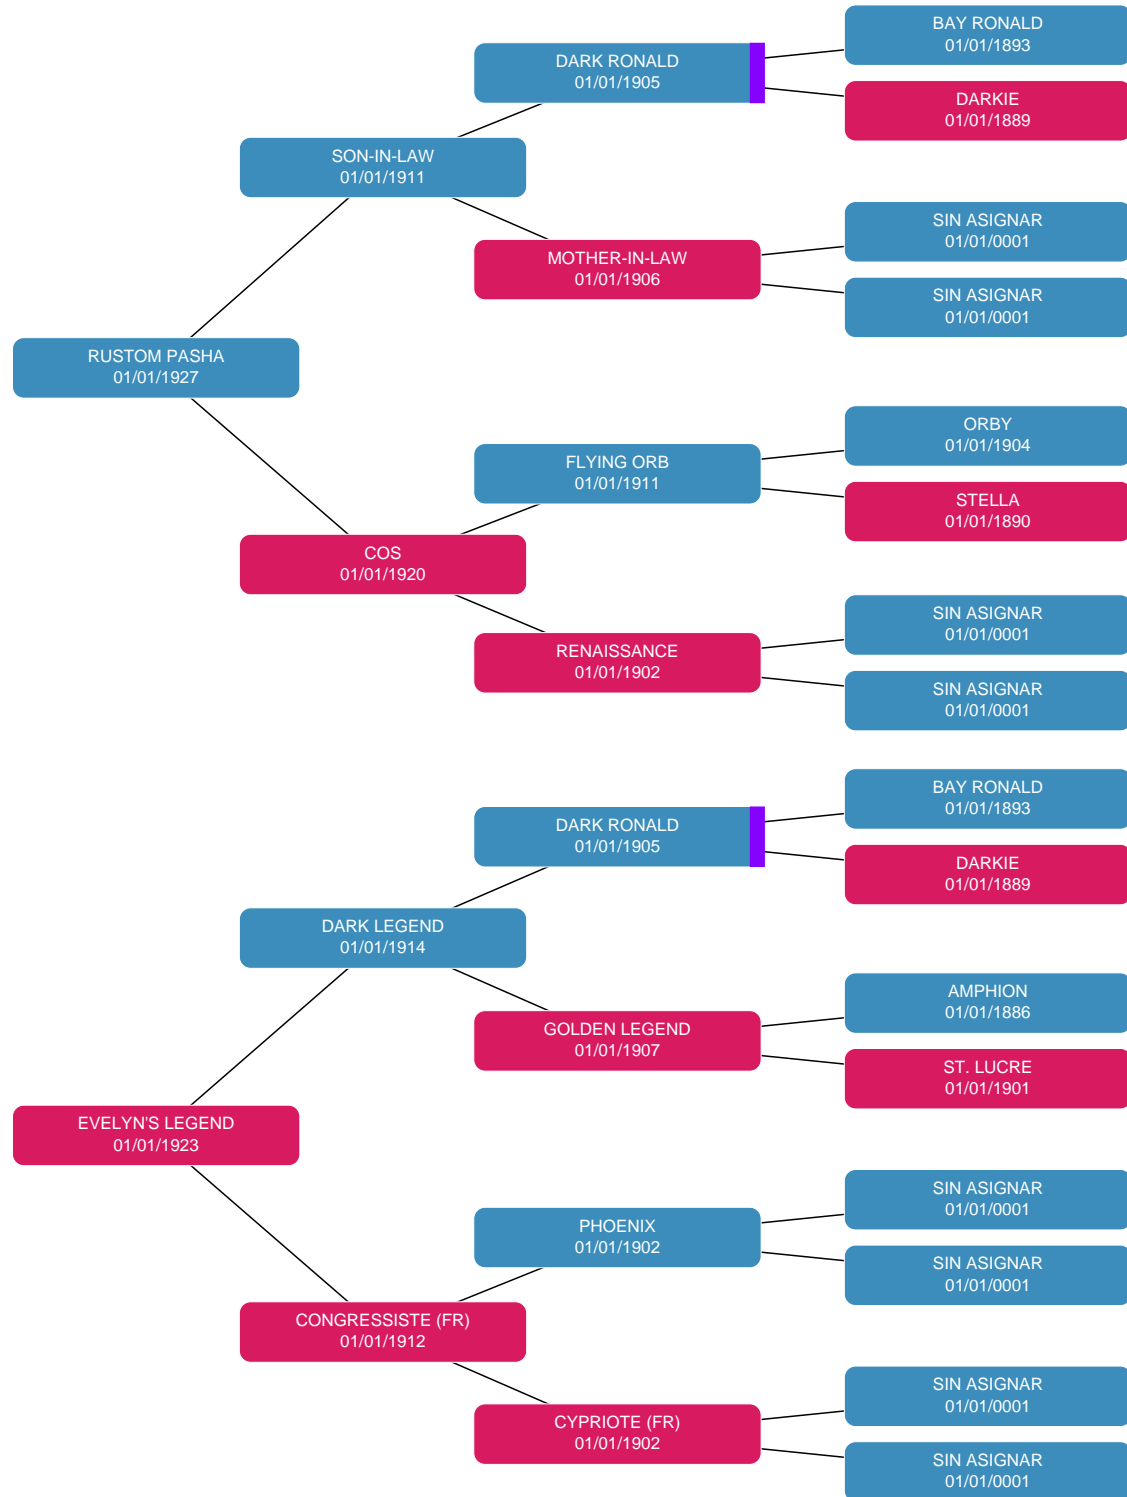 BAY RONALD
01/01/1893
DARK RONALD
01/01/1905
DARKIE
01/01/1889
SON-IN-LAW
01/01/1911
SIN ASIGNAR
01/01/0001
MOTHER-IN-LAW
01/01/1906
SIN ASIGNAR
01/01/0001
RUSTOM PASHA
01/01/1927
ORBY
01/01/1904
FLYING ORB
01/01/1911
STELLA
01/01/1890
COS
01/01/1920
SIN ASIGNAR
01/01/0001
RENAISSANCE
01/01/1902
SIN ASIGNAR
01/01/0001
BAY RONALD
01/01/1893
DARK RONALD
01/01/1905
DARKIE
01/01/1889
DARK LEGEND
01/01/1914
AMPHION
01/01/1886
GOLDEN LEGEND
01/01/1907
ST. LUCRE
01/01/1901
EVELYN'S LEGEND
01/01/1923
SIN ASIGNAR
01/01/0001
PHOENIX
01/01/1902
SIN ASIGNAR
01/01/0001
CONGRESSISTE (FR)
01/01/1912
SIN ASIGNAR
01/01/0001
CYPRIOTE (FR)
01/01/1902
SIN ASIGNAR
01/01/0001